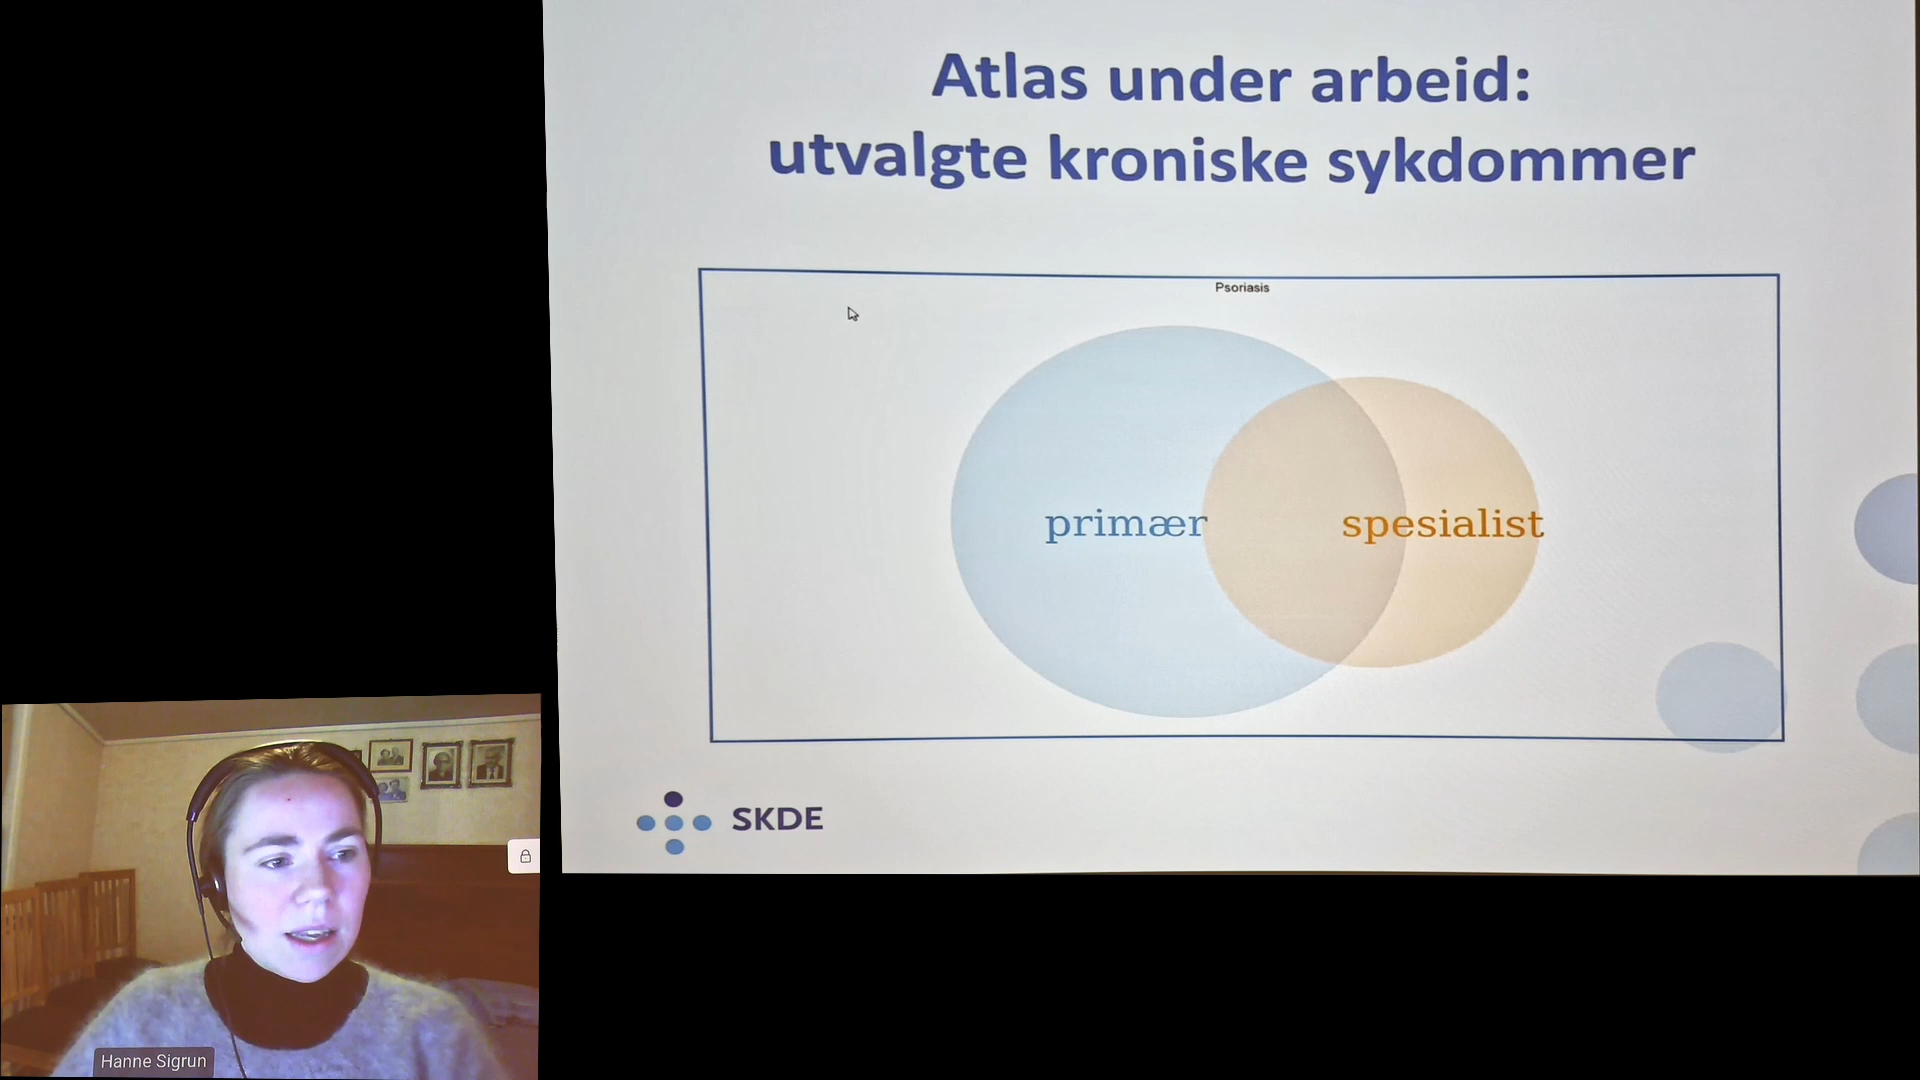 Atlas under arbeid:
utvalgte kroniske sykdommer
Psoriasis
primær
spesialist
SKDE
Hanne Sigrun